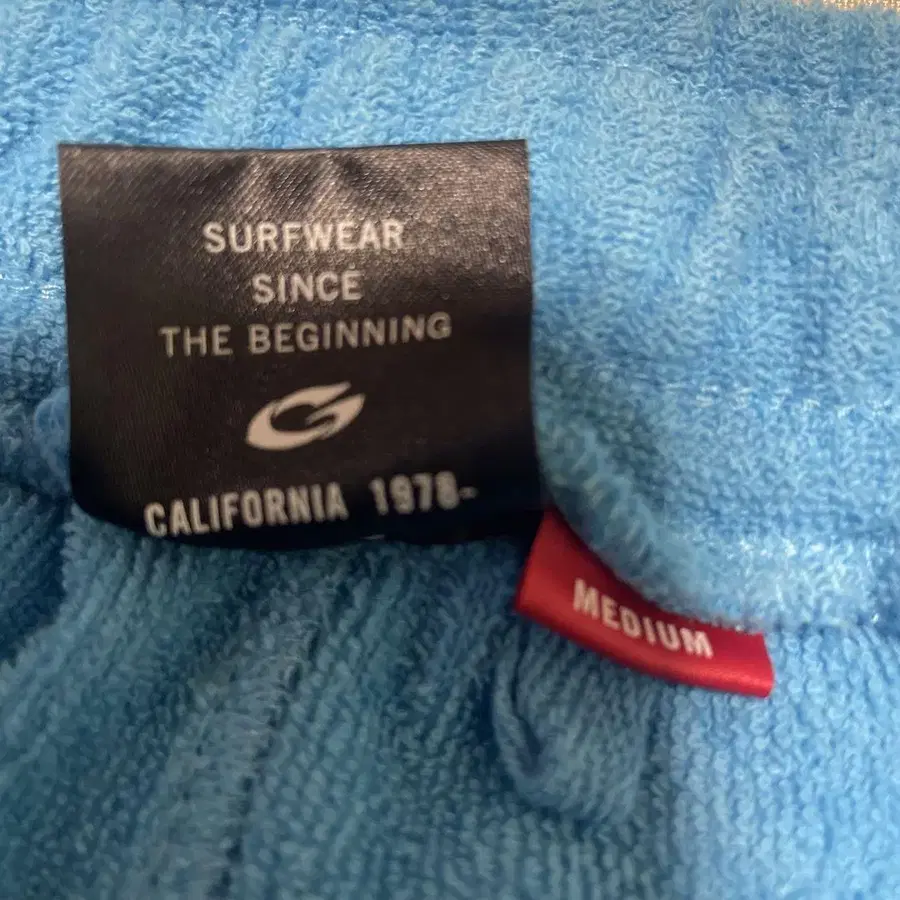 SURFWEAR
SINCE
THE BEGINNING
CALIFORNIA 1978-
MEDIUM